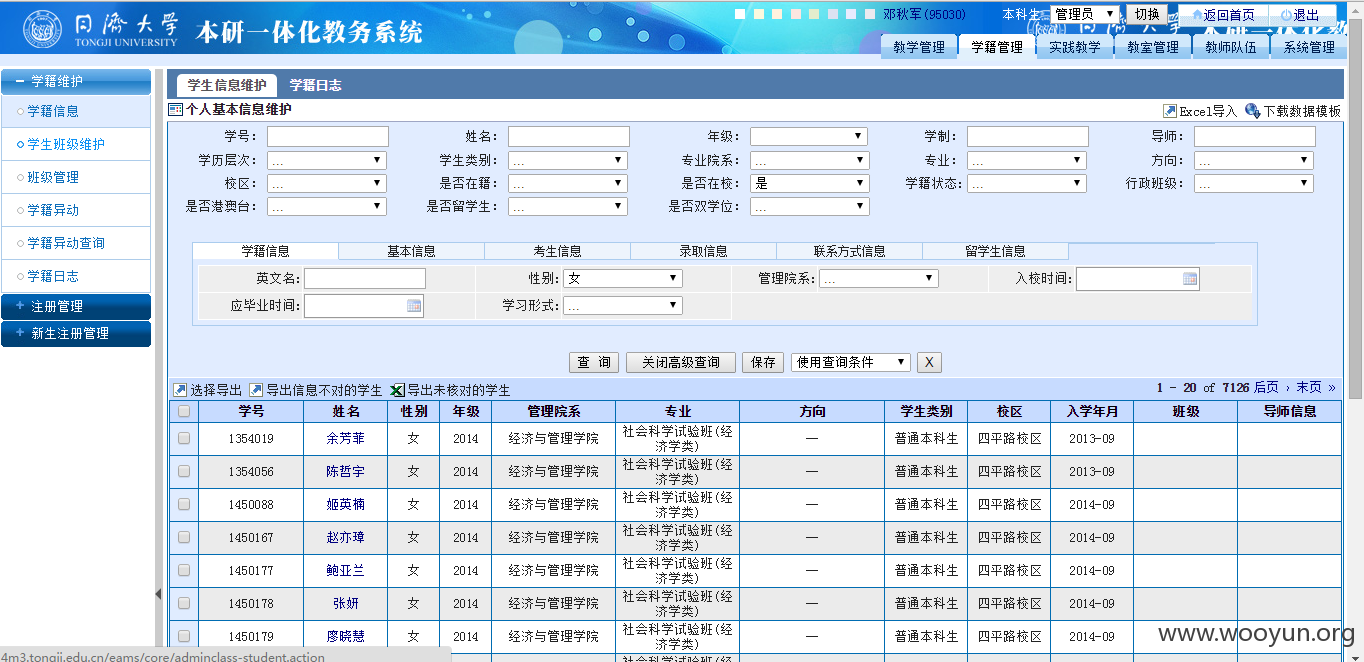 同濟大学
TONGJI UNIVERSITY
本研一体化教务系统
邓秋军(95030)
本科生 管理员 切换 返回首页 退出
教学管理 学籍管理 实践教学 教室管理 教师队伍 系统管理
学籍维护
学籍信息
学生班级维护
班级管理
学籍异动
学籍异动查询
学籍日志
注册管理
新生注册管理
学生信息维护 学籍日志
个人基本信息维护
Excel导入 下载数据模板
学号: 姓名: 年级: 学制: 导师:
学历层次: ... 学生类别: ... 专业院系: ... 专业: ... 方向: ...
校区: ... 是否在籍: ... 是否在校: 是 学籍状态: ... 行政班级: ...
是否港澳台: ... 是否留学生: ... 是否双学位: ...
学籍信息 基本信息 考生信息 录取信息 联系方式信息 留学生信息
英文名: 性别: 女 管理院系: ... 入校时间:
应毕业时间: 学习形式: ...
查 询 关闭高级查询 保存 使用查询条件 X
选择导出 导出信息不对的学生 导出未核对的学生
1 - 20 of 7126 后页 › 末页 »
学号 姓名 性别 年级 管理院系 专业 方向 学生类别 校区 入学年月 班级 导师信息
1354019 余芳菲 女 2014 经济与管理学院 社会科学试验班(经济学类) — 普通本科生 四平路校区 2013-09
1354056 陈哲宇 女 2014 经济与管理学院 社会科学试验班(经济学类) — 普通本科生 四平路校区 2013-09
1450088 姬英楠 女 2014 经济与管理学院 社会科学试验班(经济学类) — 普通本科生 四平路校区 2014-09
1450167 赵亦璋 女 2014 经济与管理学院 社会科学试验班(经济学类) — 普通本科生 四平路校区 2014-09
1450177 鲍亚兰 女 2014 经济与管理学院 社会科学试验班(经济学类) — 普通本科生 四平路校区 2014-09
1450178 张妍 女 2014 经济与管理学院 社会科学试验班(经济学类) — 普通本科生 四平路校区 2014-09
1450179 廖晓慧 女 2014 经济与管理学院 社会科学试验班(经济学类) — 普通本科生 四平路校区 2014-09
社会科学试验班(经
www.wooyun.org
4m3.tongji.edu.cn/eams/core/adminclass-student.action